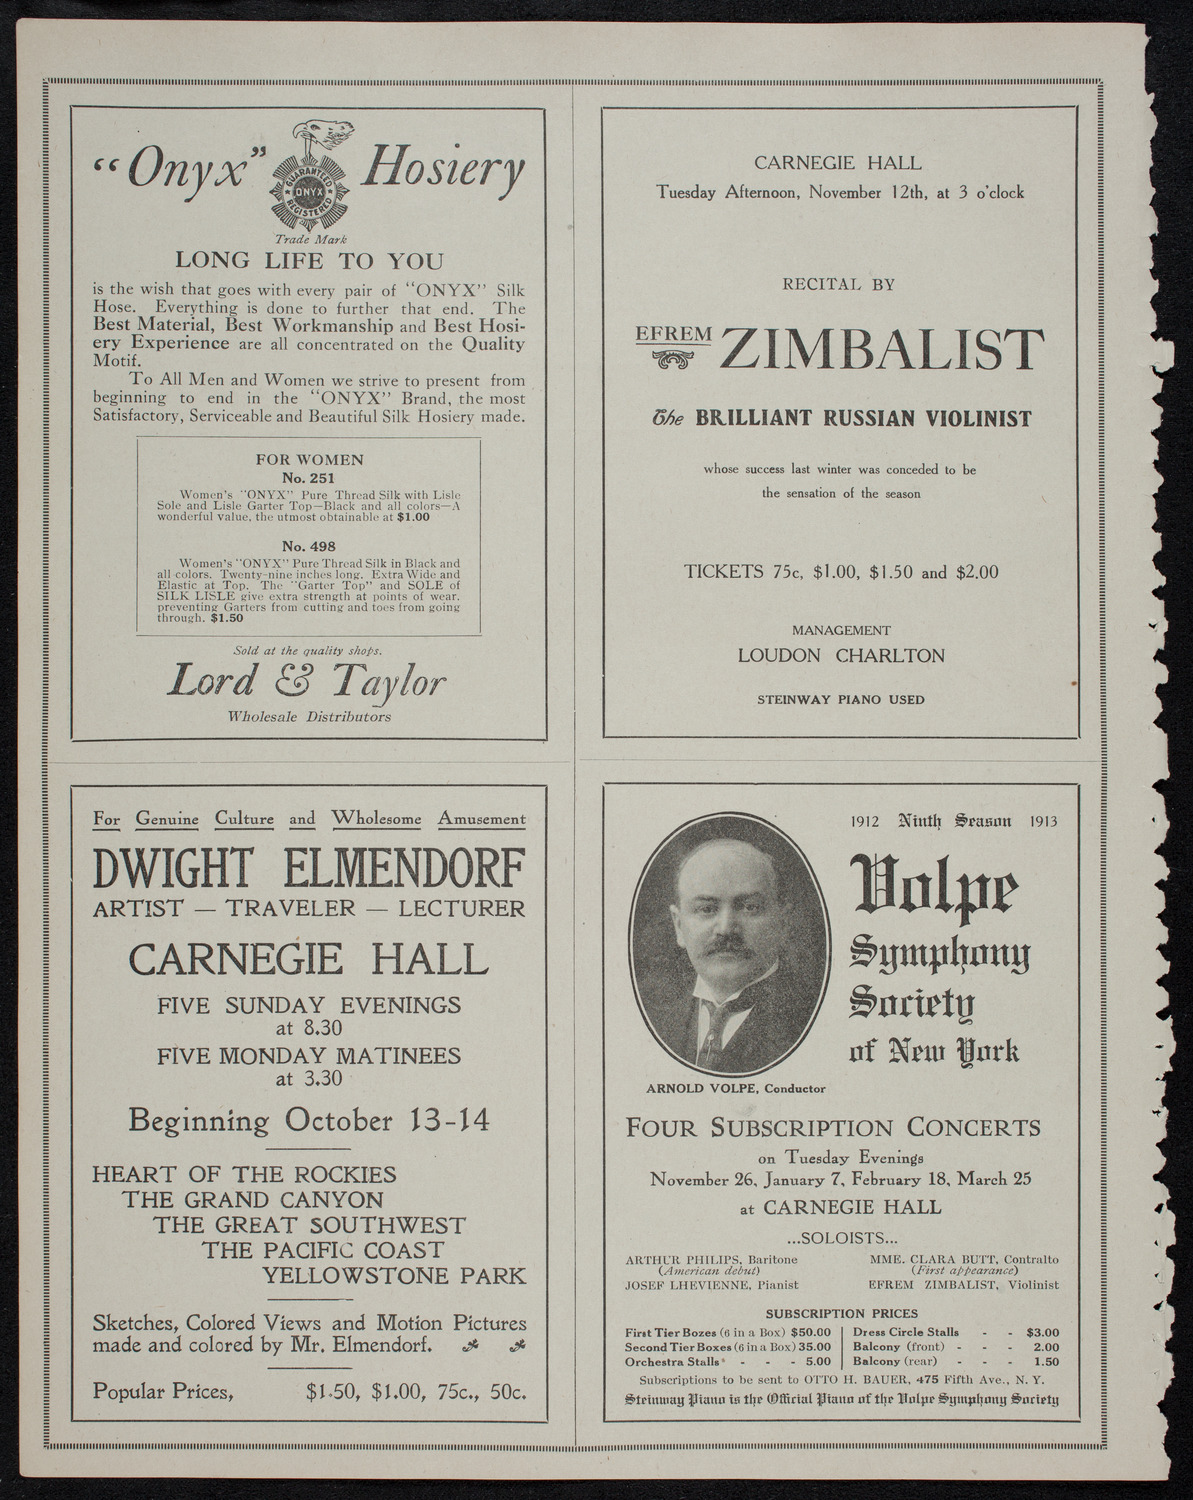 "Onyx" Hosiery
GUARANTEED
ONYX
REGISTERED
Trade Mark
LONG LIFE TO YOU
is the wish that goes with every pair of "ONYX" Silk
Hose. Everything is done to further that end. The
Best Material, Best Workmanship and Best Hosi-
ery Experience are all concentrated on the Quality
Motif.
To All Men and Women we strive to present from
beginning to end in the "ONYX" Brand, the most
Satisfactory, Serviceable and Beautiful Silk Hosiery made.
FOR WOMEN
No. 251
Women's "ONYX" Pure Thread Silk with Lisle
Sole and Lisle Garter Top—Black and all colors—A
wonderful value, the utmost obtainable at $1.00
No. 498
Women's "ONYX" Pure Thread Silk in Black and
all colors. Twenty-nine inches long. Extra Wide and
Elastic at Top. The "Garter Top" and SOLE of
SILK LISLE give extra strength at points of wear,
preventing Garters from cutting and toes from going
through. $1.50
Sold at the quality shops.
Lord & Taylor
Wholesale Distributors
CARNEGIE HALL
Tuesday Afternoon, November 12th, at 3 o'clock
RECITAL BY
EFREM ZIMBALIST
The BRILLIANT RUSSIAN VIOLINIST
whose success last winter was conceded to be
the sensation of the season
TICKETS 75c, $1.00, $1.50 and $2.00
MANAGEMENT
LOUDON CHARLTON
STEINWAY PIANO USED
For Genuine Culture and Wholesome Amusement
DWIGHT ELMENDORF
ARTIST — TRAVELER — LECTURER
CARNEGIE HALL
FIVE SUNDAY EVENINGS
at 8.30
FIVE MONDAY MATINEES
at 3.30
Beginning October 13-14
HEART OF THE ROCKIES
THE GRAND CANYON
THE GREAT SOUTHWEST
THE PACIFIC COAST
YELLOWSTONE PARK
Sketches, Colored Views and Motion Pictures
made and colored by Mr. Elmendorf.
Popular Prices, $1.50, $1.00, 75c., 50c.
1912 Ninth Season 1913
Volpe
Symphony
Society
of New York
ARNOLD VOLPE, Conductor
FOUR SUBSCRIPTION CONCERTS
on Tuesday Evenings
November 26, January 7, February 18, March 25
at CARNEGIE HALL
...SOLOISTS...
ARTHUR PHILIPS, Baritone MME. CLARA BUTT, Contralto
(American debut) (First appearance)
JOSEF LHEVIENNE, Pianist EFREM ZIMBALIST, Violinist
SUBSCRIPTION PRICES
First Tier Boxes (6 in a Box) $50.00 Dress Circle Stalls - - $3.00
Second Tier Boxes (6 in a Box) 35.00 Balcony (front) - - - 2.00
Orchestra Stalls - - - 5.00 Balcony (rear) - - - 1.50
Subscriptions to be sent to OTTO H. BAUER, 475 Fifth Ave., N. Y.
Steinway Piano is the Official Piano of the Volpe Symphony Society